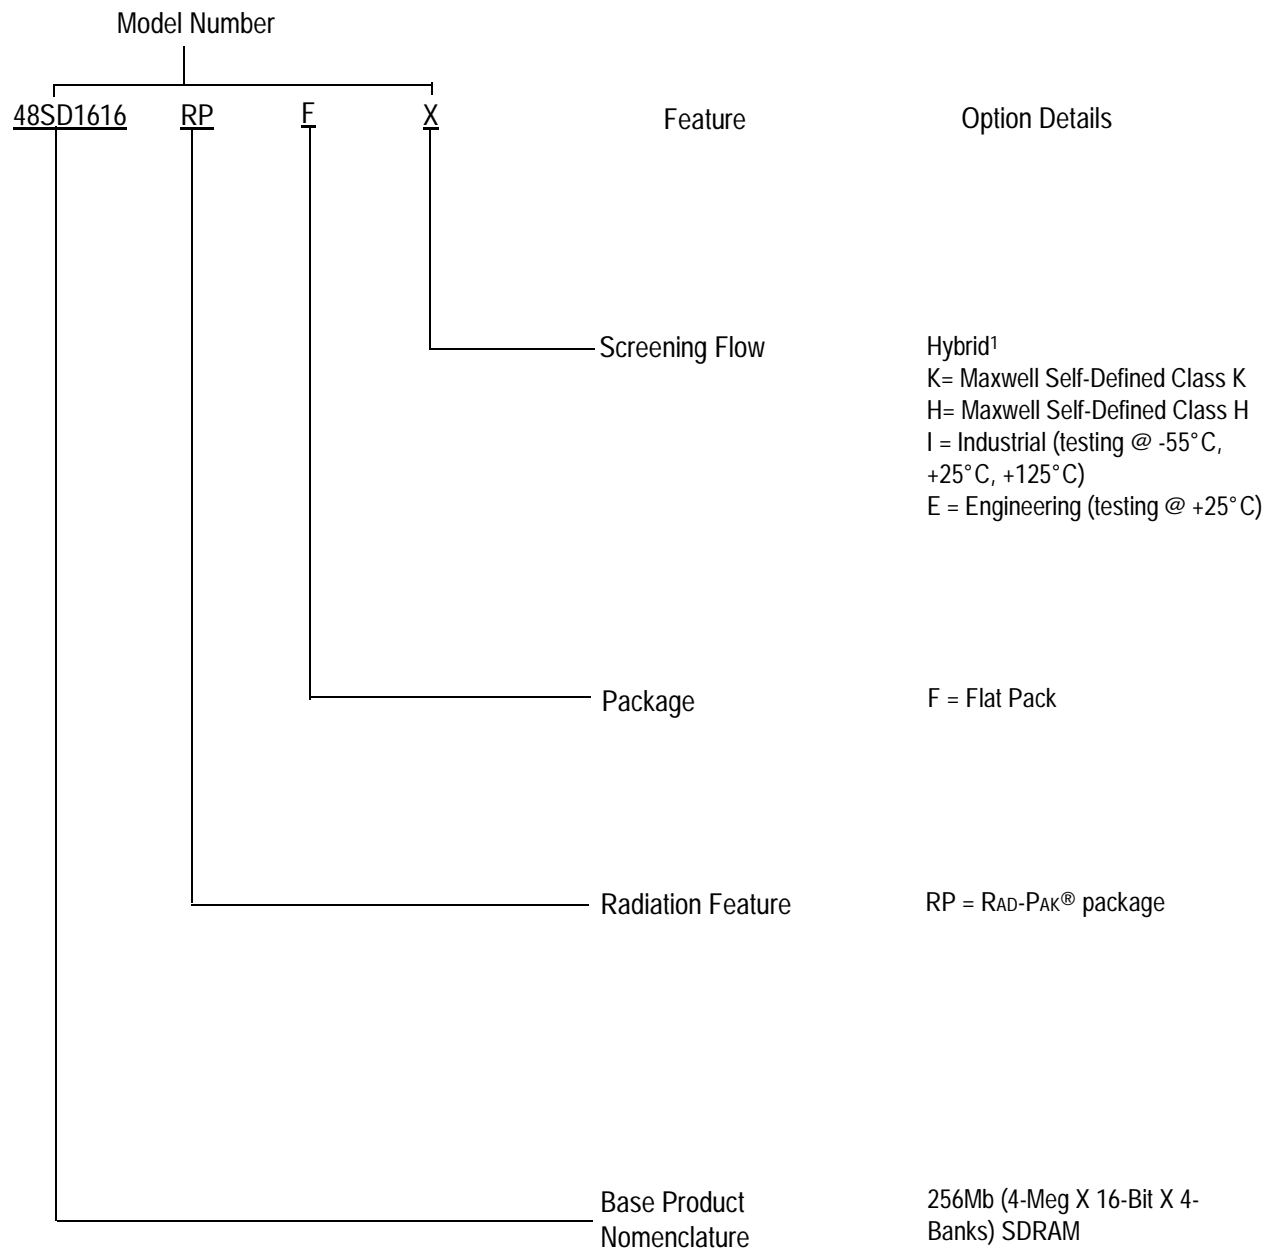 Model Number
48SD1616 RP F X Feature Option Details
Screening Flow
Hybrid1
K= Maxwell Self-Defined Class K
H= Maxwell Self-Defined Class H
I = Industrial (testing @ -55°C,
+25°C, +125°C)
E = Engineering (testing @ +25°C)
Package
F = Flat Pack
Radiation Feature
RP = RAD-PAK® package
Base Product
Nomenclature
256Mb (4-Meg X 16-Bit X 4-
Banks) SDRAM